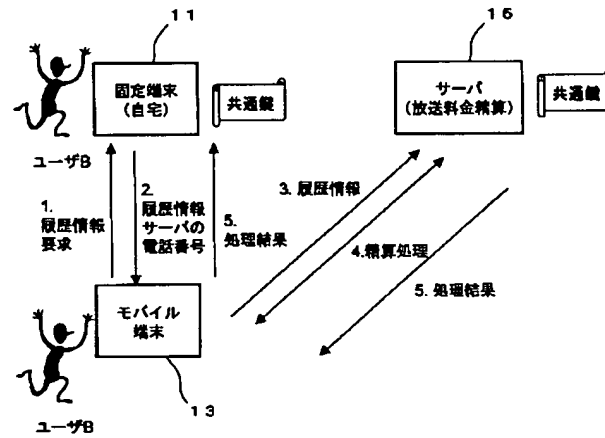 11
15
固定端末
(自宅)
共通鍵
サーバ
(放送料金精算)
共通鍵
ユーザB
1.
履歴情報
要求
2.
履歴情報
サーバの
電話番号
5.
処理結果
3. 履歴情報
4.精算処理
5. 処理結果
モバイル
端末
13
ユーザB